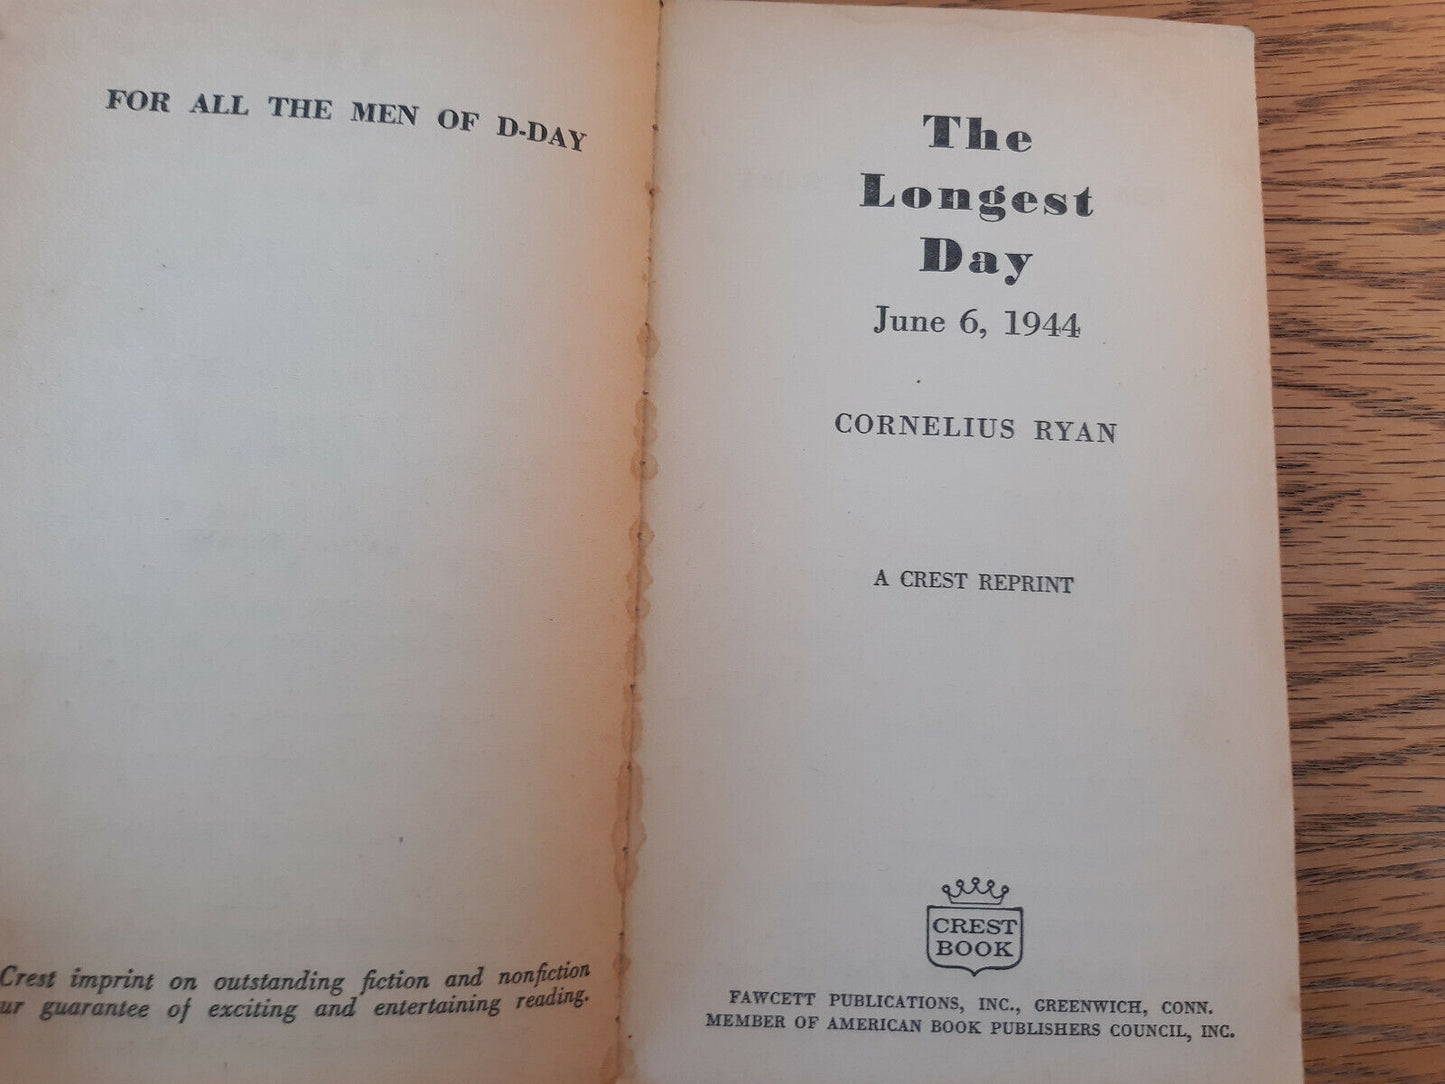 FOR ALL THE MEN OF D-DAY
Crest imprint on outstanding fiction and nonfiction
ur guarantee of exciting and entertaining reading.
The
Longest
Day
June 6, 1944
CORNELIUS RYAN
A CREST REPRINT
CREST
BOOK
FAWCETT PUBLICATIONS, INC., GREENWICH, CONN.
MEMBER OF AMERICAN BOOK PUBLISHERS COUNCIL, INC.